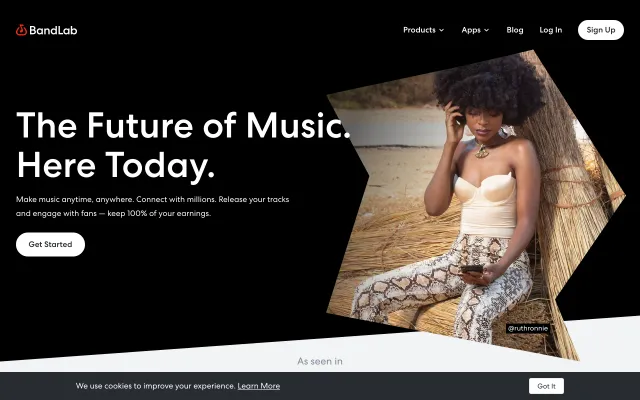 BandLab
Products
Apps
Blog
Log In
Sign Up
The Future of Music.
Here Today.
Make music anytime, anywhere. Connect with millions. Release your tracks
and engage with fans — keep 100% of your earnings.
Get Started
@ruthronnie
As seen in
We use cookies to improve your experience. Learn More
Got It